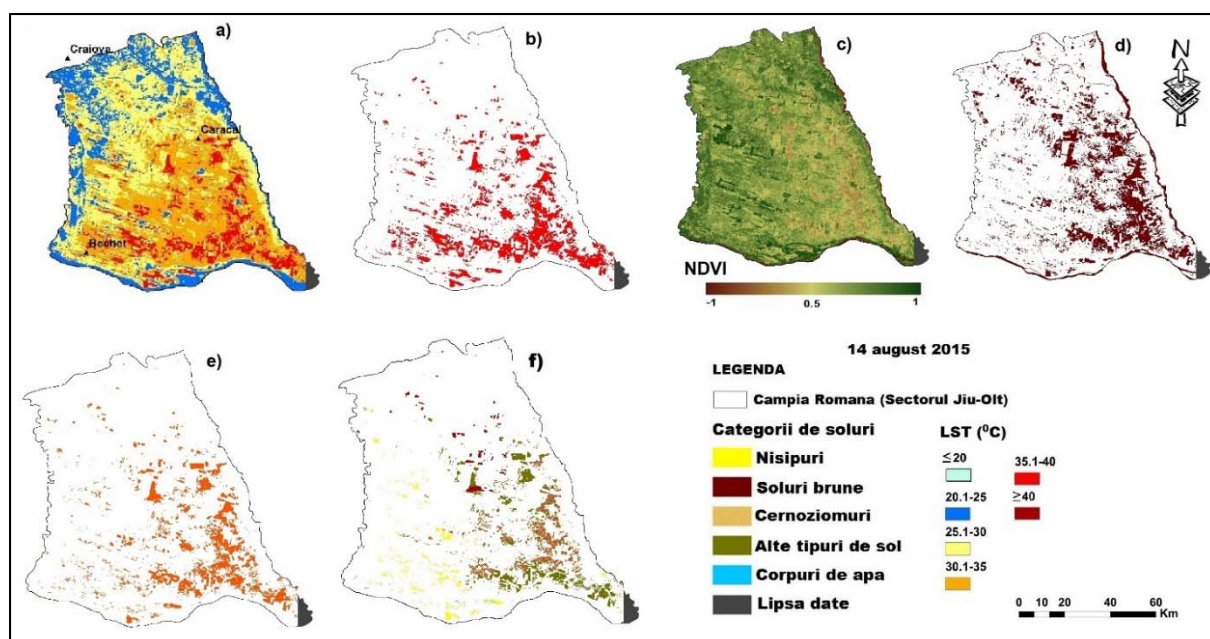 a)
Craiova
Caracal
Bechet
b)
c)
NDVI
-1 0.5 1
d)
N
e)
f)
14 august 2015
LEGENDA
Campia Romana (Sectorul Jiu-Olt)
Categorii de soluri
Nisipuri
Soluri brune
Cernoziomuri
Alte tipuri de sol
Corpuri de apa
Lipsa date
LST (⁰C)
≤20
20.1-25
25.1-30
30.1-35
35.1-40
≥40
0 10 20 40 60
Km